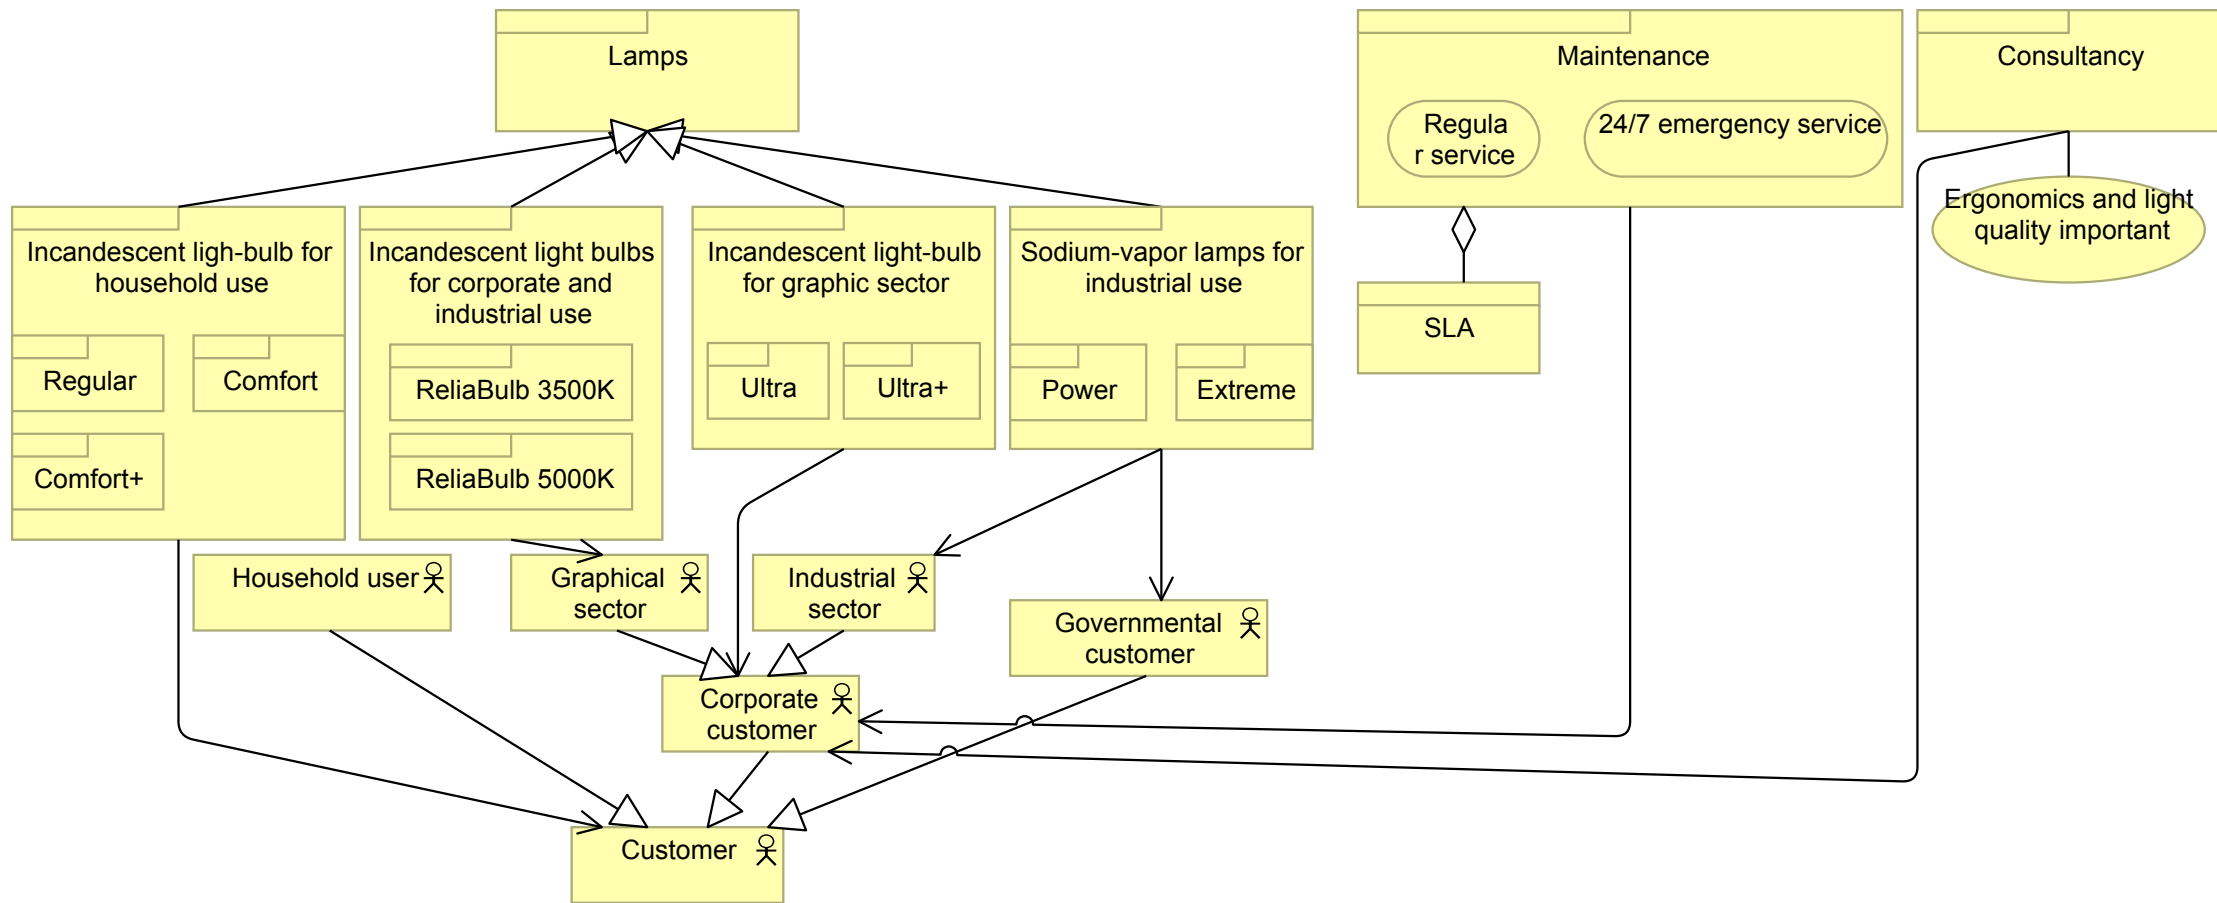 Lamps
Maintenance
Consultancy
Regula
r service
24/7 emergency service
Ergonomics and light
quality important
Incandescent ligh-bulb for
household use
Incandescent light bulbs
for corporate and
industrial use
Incandescent light-bulb
for graphic sector
Sodium-vapor lamps for
industrial use
SLA
Regular
Comfort
Comfort+
ReliaBulb 3500K
ReliaBulb 5000K
Ultra
Ultra+
Power
Extreme
Household user
Graphical
sector
Industrial
sector
Governmental
customer
Corporate
customer
Customer